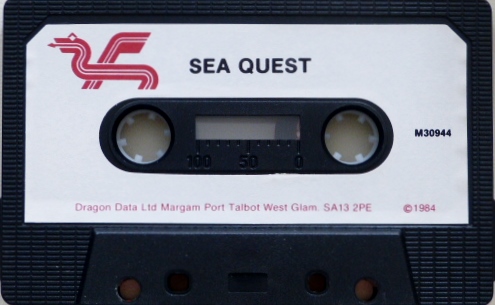 SEA QUEST
M30944
100 50 0
Dragon Data Ltd Margam Port Talbot West Glam. SA13 2PE ©1984